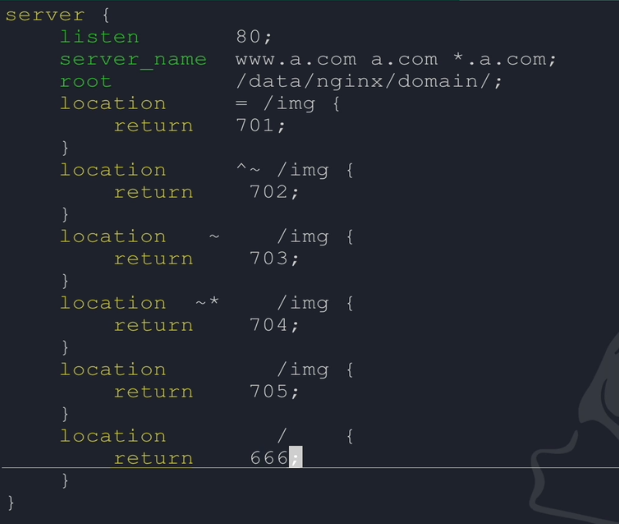 server {
    listen       80;
    server_name  www.a.com a.com *.a.com;
    root         /data/nginx/domain/;
    location     = /img {
        return   701;
    }
    location     ^~ /img {
        return    702;
    }
    location   ~    /img {
        return    703;
    }
    location  ~*    /img {
        return    704;
    }
    location        /img {
        return    705;
    }
    location        /    {
        return    666;
    }
}